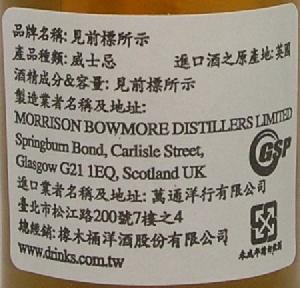 品牌名稱: 見前標所示
產品種類: 威士忌 進口酒之原產地: 英國
酒精成分&容量: 見前標所示
製造業者名稱及地址:
MORRISON BOWMORE DISTILLERS LIMITED
Springburn Bond, Carlisle Street,
Glasgow G21 1EQ, Scotland UK
GSP
進口業者名稱及地址: 萬通洋行有限公司
臺北市松江路200號7樓之4
總經銷: 橡木桶洋酒股份有限公司
www.drinks.com.tw